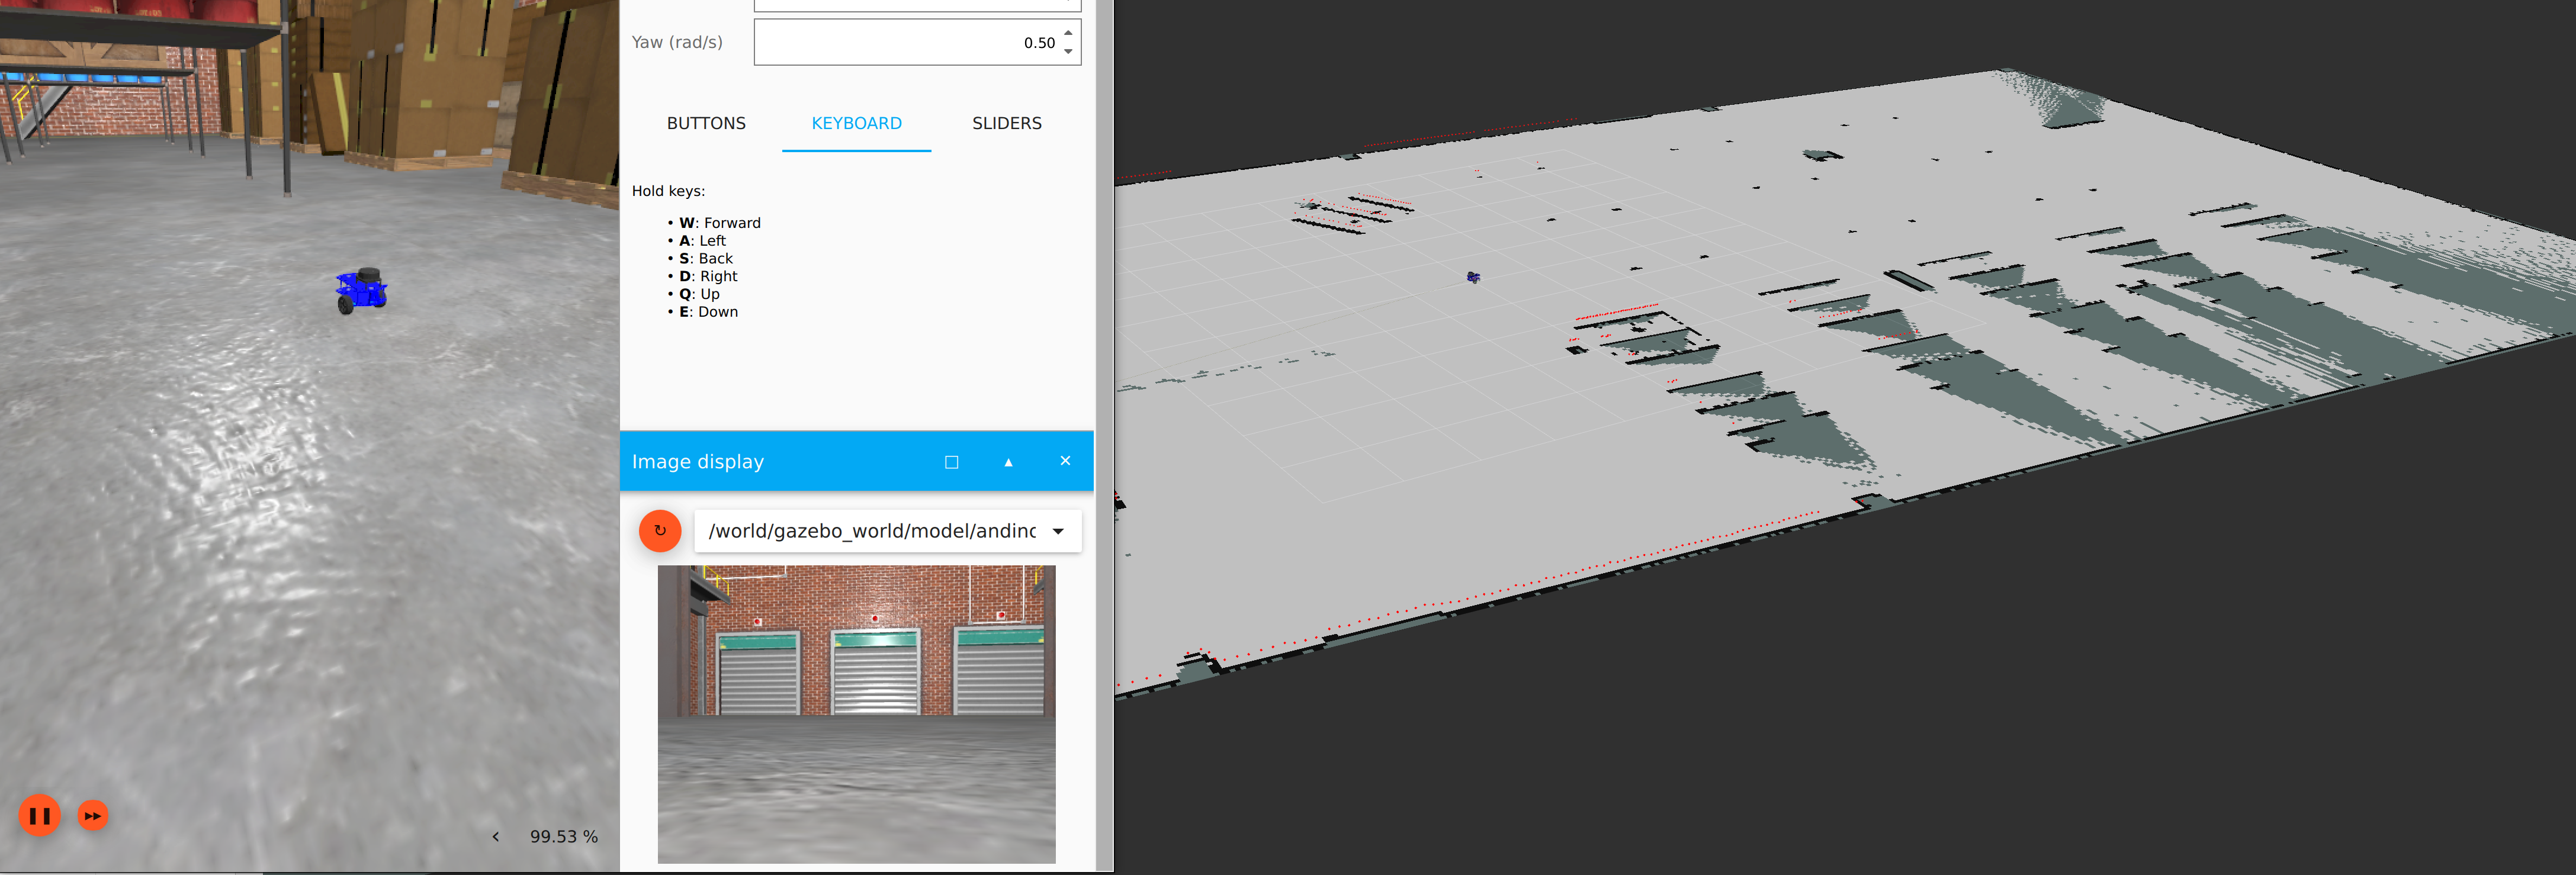 Yaw (rad/s)
0.50
BUTTONS
KEYBOARD
SLIDERS
Hold keys:
• W: Forward
• A: Left
• S: Back
• D: Right
• Q: Up
• E: Down
Image display
/world/gazebo_world/model/andinc
99.53 %